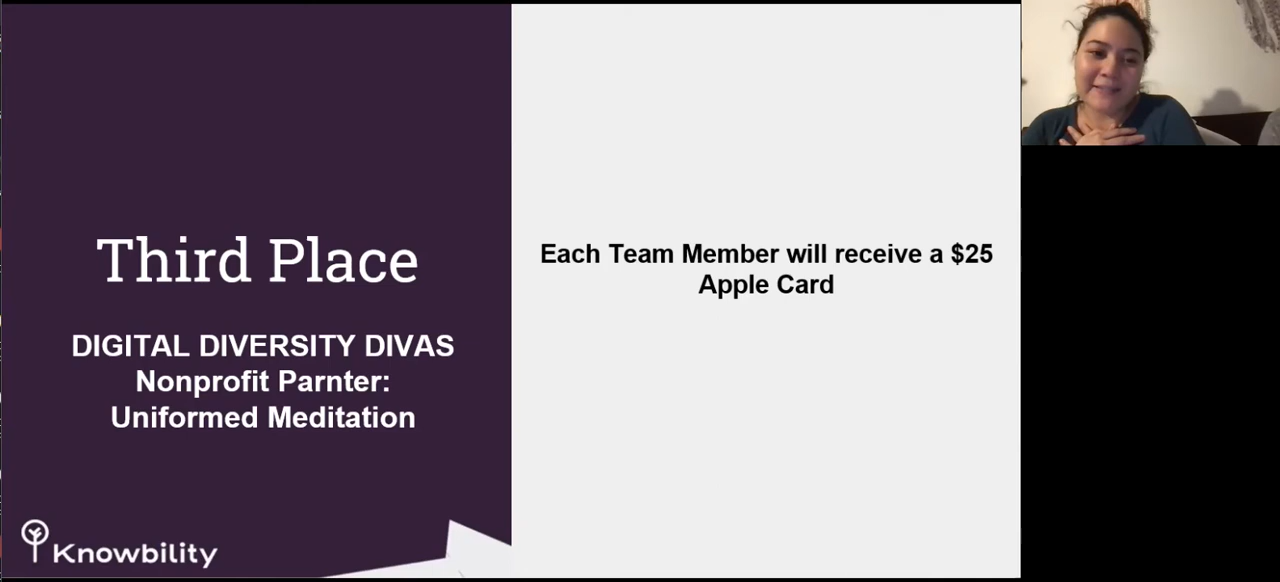 Third Place
DIGITAL DIVERSITY DIVAS
Nonprofit Parnter:
Uniformed Meditation
Knowbility
Each Team Member will receive a $25
Apple Card